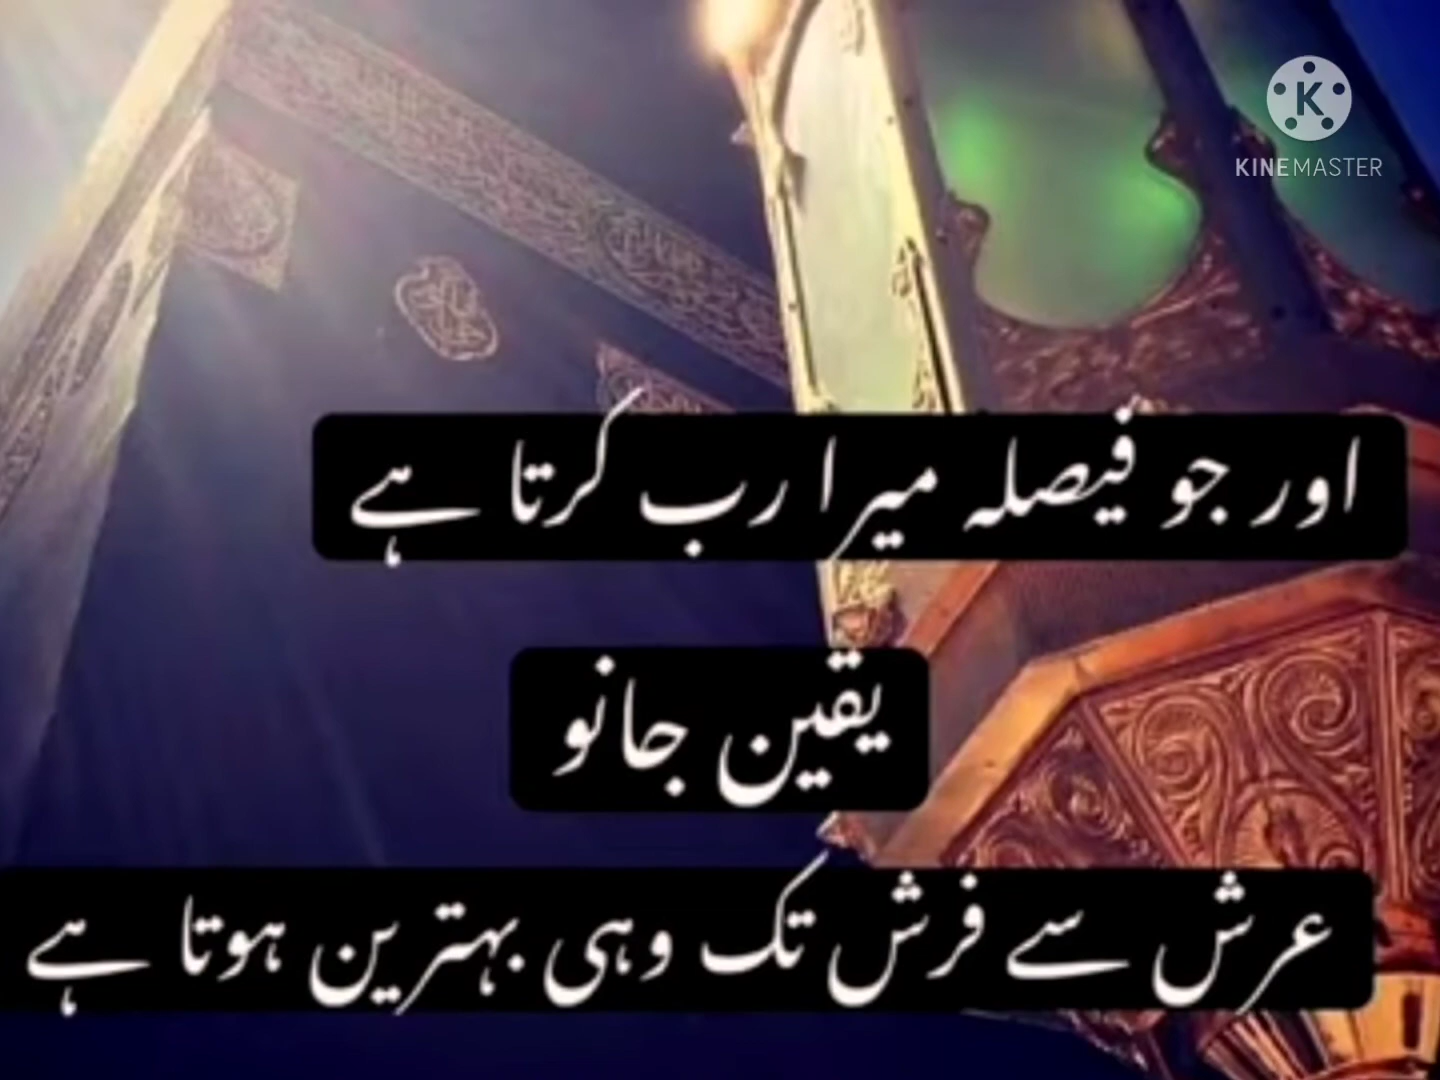 KINEMASTER
اور جو فیصلہ میرا رب کرتا ہے
یقین جانو
عرش سے فرش تک وہی بہترین ہوتا ہے